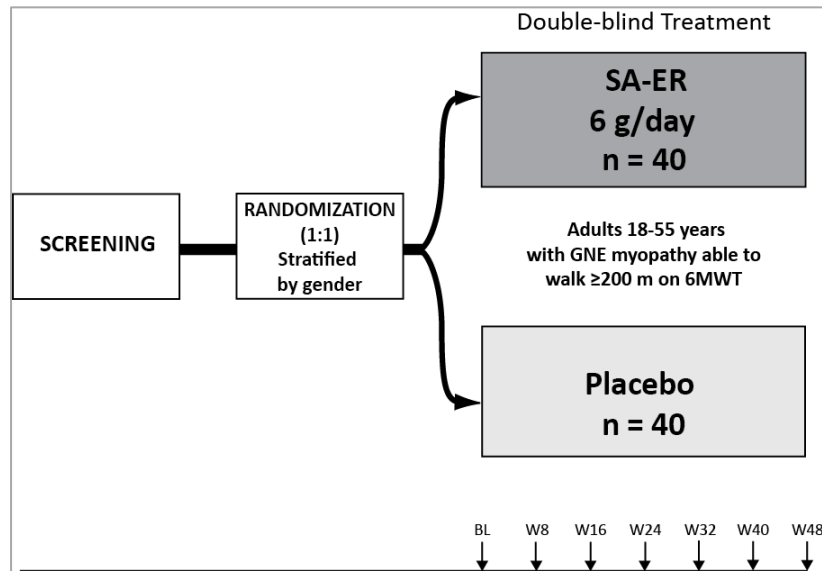 Double-blind Treatment
SA-ER
6 g/day
n = 40
SCREENING
RANDOMIZATION
(1:1)
Stratified
by gender
Adults 18-55 years
with GNE myopathy able to
walk ≥200 m on 6MWT
Placebo
n = 40
BL W8 W16 W24 W32 W40 W48